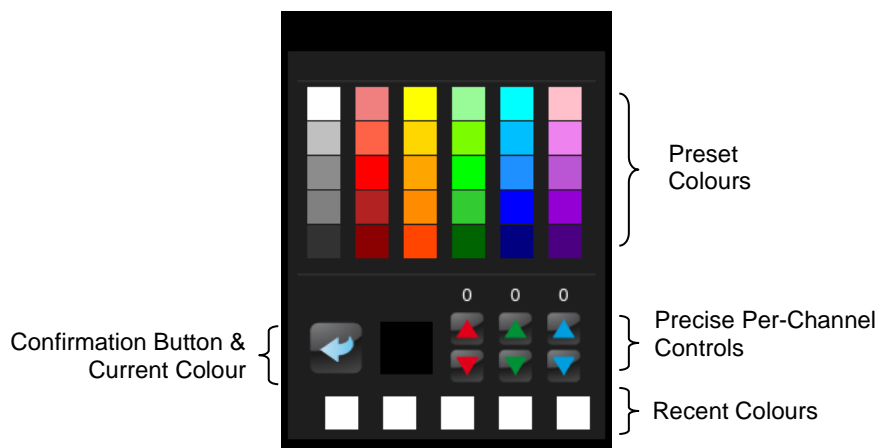 Preset
Colours
0 0 0
Confirmation Button &
Current Colour
Precise Per-Channel
Controls
Recent Colours